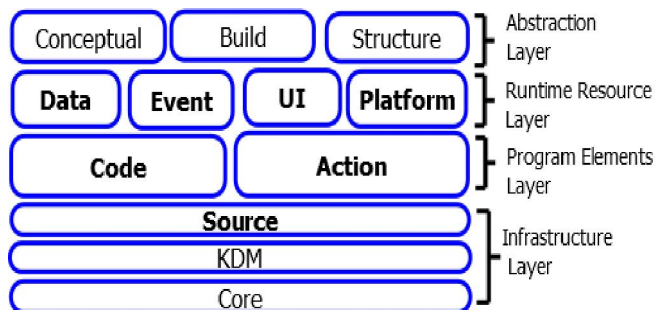 Conceptual
Build
Structure
Abstraction
Layer
Data
Event
UI
Platform
Runtime Resource
Layer
Code
Action
Program Elements
Layer
Source
KDM
Core
Infrastructure
Layer